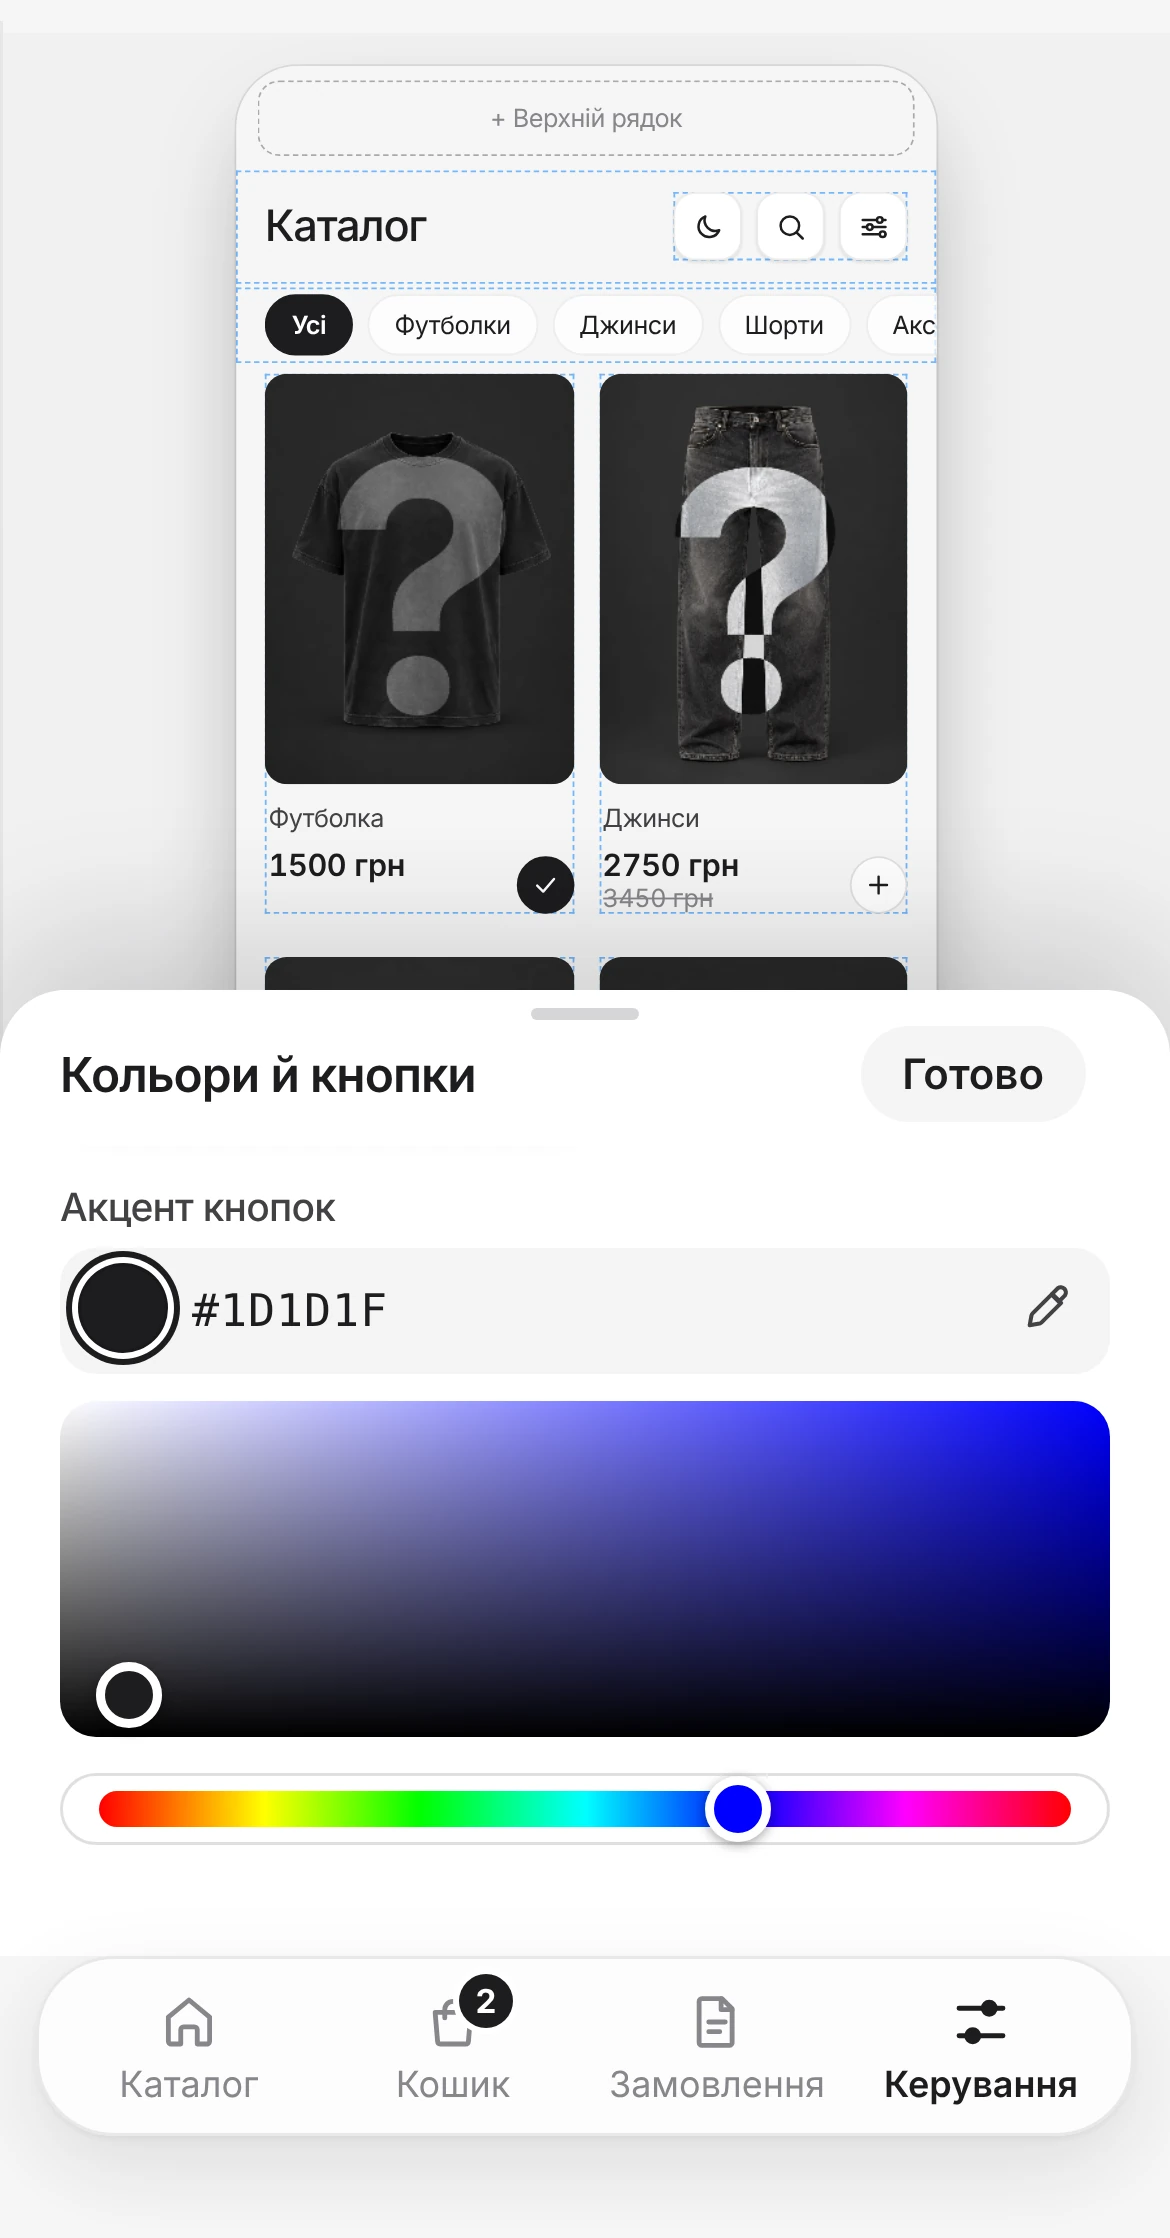 + Верхній рядок
Каталог
Усі Футболки Джинси Шорти Акс
? ?
Футболка Джинси
1500 грн 2750 грн
3450 грн
Кольори й кнопки Готово
Акцент кнопок
#1D1D1F
2
Каталог Кошик Замовлення Керування